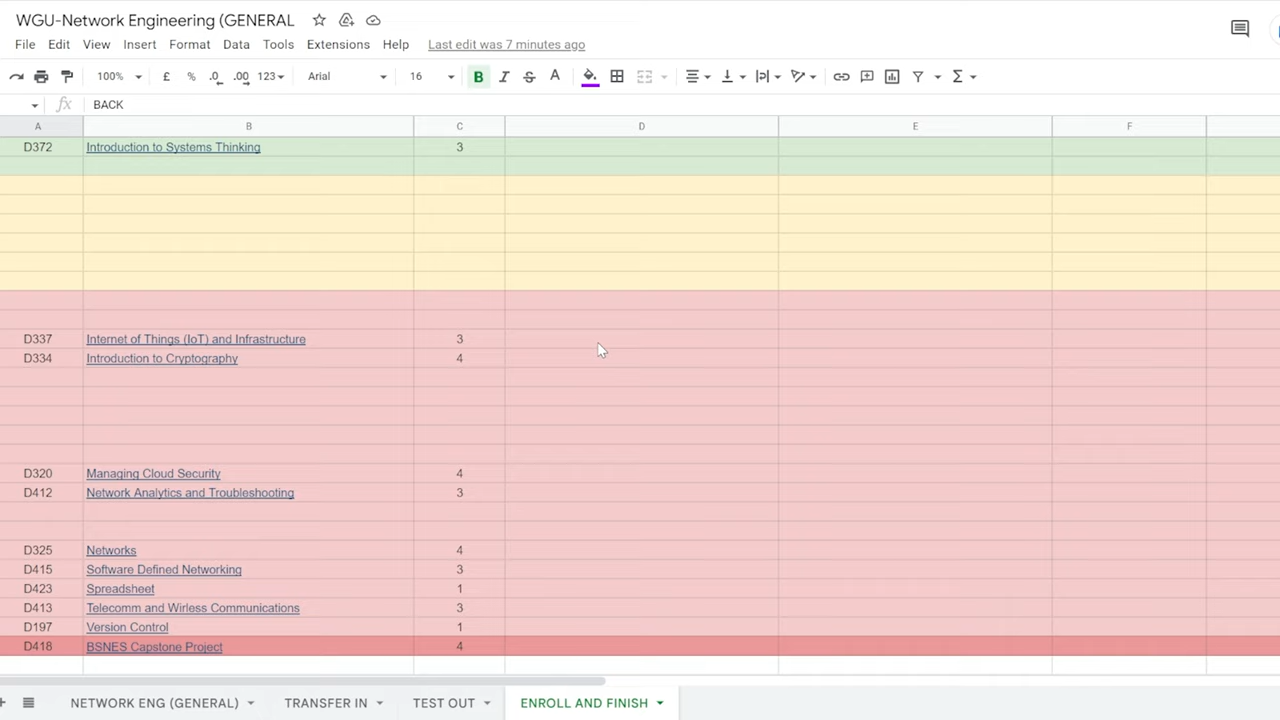 WGU-Network Engineering (GENERAL
File Edit View Insert Format Data Tools Extensions Help Last edit was 7 minutes ago
100% £ % .0 .00 123 Arial 16 B I S A Σ
fx BACK
A B C D E F
D372 Introduction to Systems Thinking 3
D337 Internet of Things (IoT) and Infrastructure 3
D334 Introduction to Cryptography 4
D320 Managing Cloud Security 4
D412 Network Analytics and Troubleshooting 3
D325 Networks 4
D415 Software Defined Networking 3
D423 Spreadsheet 1
D413 Telecomm and Wirless Communications 3
D197 Version Control 1
D418 BSNES Capstone Project 4
NETWORK ENG (GENERAL) TRANSFER IN TEST OUT ENROLL AND FINISH